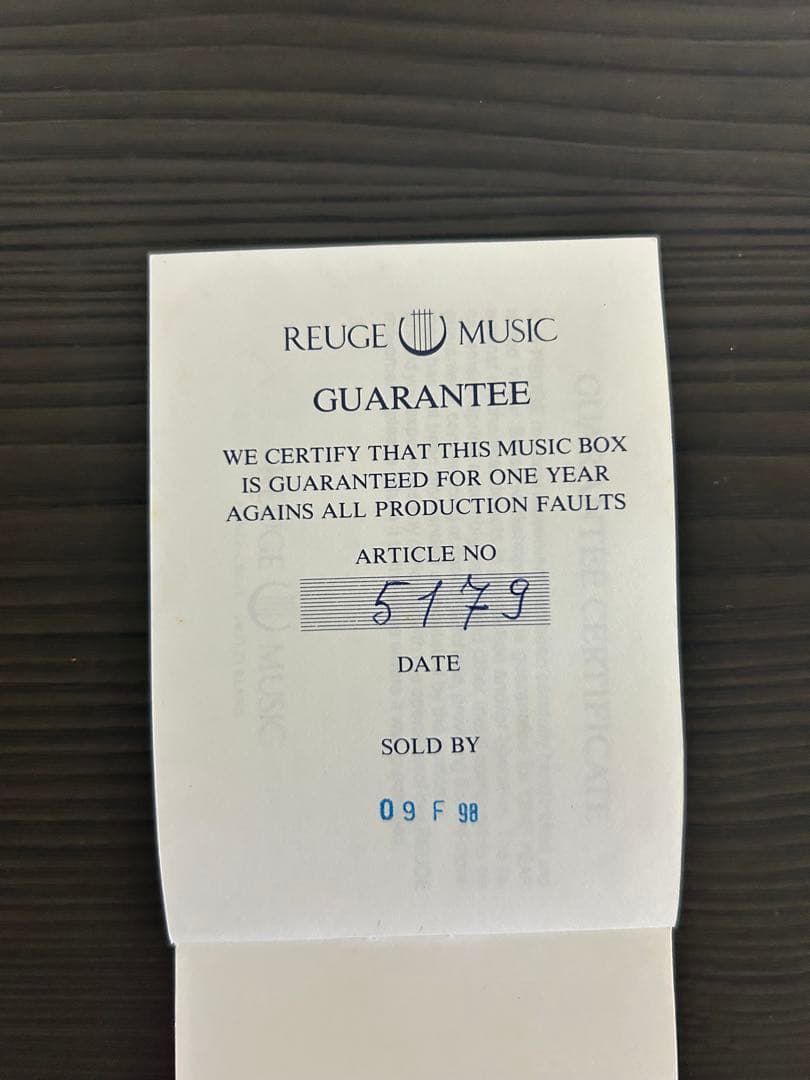 REUGE MUSIC
GUARANTEE
WE CERTIFY THAT THIS MUSIC BOX
IS GUARANTEED FOR ONE YEAR
AGAINS ALL PRODUCTION FAULTS
ARTICLE NO
5179
DATE
SOLD BY
09 F 98